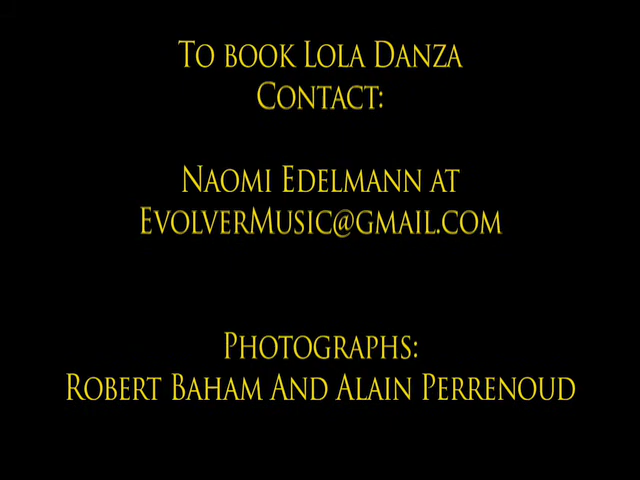 To book Lola Danza
Contact:
Naomi Edelmann at
EvolverMusic@gmail.com
Photographs:
Robert Baham And Alain Perrenoud